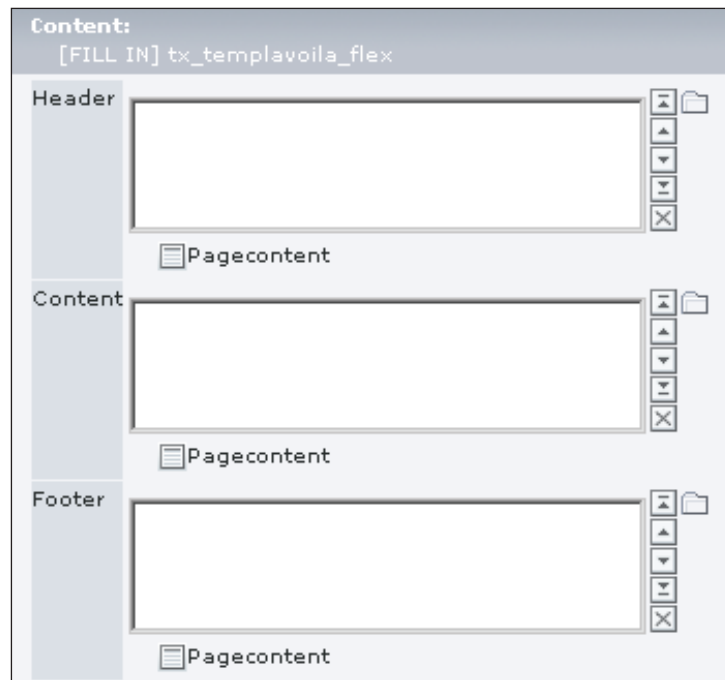 Content:
[FILL IN] tx_templavoila_flex
Header
Pagecontent
Content
Pagecontent
Footer
Pagecontent